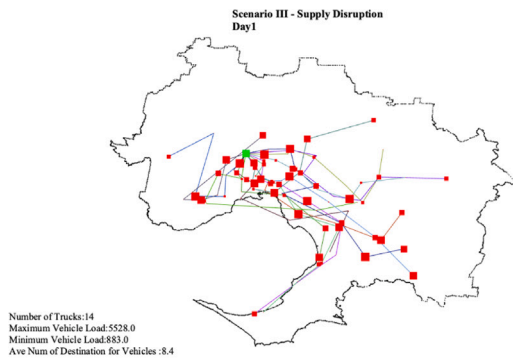 Scenario III - Supply Disruption
Day1
Number of Trucks:14
Maximum Vehicle Load:5528.0
Minimum Vehicle Load:883.0
Ave Num of Destination for Vehicles :8.4